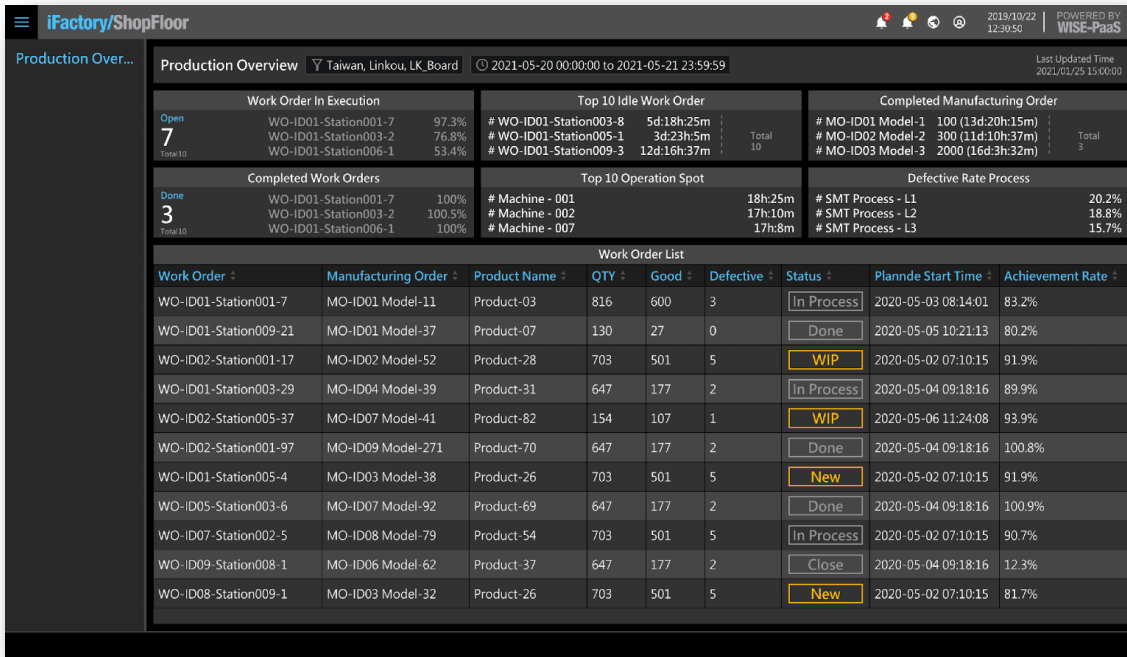 iFactory/ShopFloor
2
5
2019/10/22
12:30:50
POWERED BY
WISE-PaaS
Production Over...
Production Overview
Taiwan, Linkou, LK_Board
2021-05-20 00:00:00 to 2021-05-21 23:59:59
Last Updated Time
2021/01/25 15:00:00
Work Order In Execution
Open
7
Total10
WO-ID01-Station001-7 97.3%
WO-ID01-Station003-2 76.8%
WO-ID01-Station006-1 53.4%
Top 10 Idle Work Order
# WO-ID01-Station003-8 5d:18h:25m
# WO-ID01-Station005-1 3d:23h:5m
# WO-ID01-Station009-3 12d:16h:37m
Total
10
Completed Manufacturing Order
# MO-ID01 Model-1 100 (13d:20h:15m)
# MO-ID02 Model-2 300 (11d:10h:37m)
# MO-ID03 Model-3 2000 (16d:3h:32m)
Total
3
Completed Work Orders
Done
3
Total10
WO-ID01-Station001-7 100%
WO-ID01-Station003-2 100.5%
WO-ID01-Station006-1 100%
Top 10 Operation Spot
# Machine - 001 18h:25m
# Machine - 002 17h:10m
# Machine - 007 17h:8m
Defective Rate Process
# SMT Process - L1 20.2%
# SMT Process - L2 18.8%
# SMT Process - L3 15.7%
Work Order List
Work Order Manufacturing Order Product Name QTY Good Defective Status Plannde Start Time Achievement Rate
WO-ID01-Station001-7 MO-ID01 Model-11 Product-03 816 600 3 In Process 2020-05-03 08:14:01 83.2%
WO-ID01-Station009-21 MO-ID01 Model-37 Product-07 130 27 0 Done 2020-05-05 10:21:13 80.2%
WO-ID02-Station001-17 MO-ID02 Model-52 Product-28 703 501 5 WIP 2020-05-02 07:10:15 91.9%
WO-ID01-Station003-29 MO-ID04 Model-39 Product-31 647 177 2 In Process 2020-05-04 09:18:16 89.9%
WO-ID02-Station005-37 MO-ID07 Model-41 Product-82 154 107 1 WIP 2020-05-06 11:24:08 93.9%
WO-ID02-Station001-97 MO-ID09 Model-271 Product-70 647 177 2 Done 2020-05-04 09:18:16 100.8%
WO-ID01-Station005-4 MO-ID03 Model-38 Product-26 703 501 5 New 2020-05-02 07:10:15 91.9%
WO-ID05-Station003-6 MO-ID07 Model-92 Product-69 647 177 2 Done 2020-05-04 09:18:16 100.9%
WO-ID07-Station002-5 MO-ID08 Model-79 Product-54 703 501 5 In Process 2020-05-02 07:10:15 90.7%
WO-ID09-Station008-1 MO-ID06 Model-62 Product-37 647 177 2 Close 2020-05-04 09:18:16 12.3%
WO-ID08-Station009-1 MO-ID03 Model-32 Product-26 703 501 5 New 2020-05-02 07:10:15 81.7%